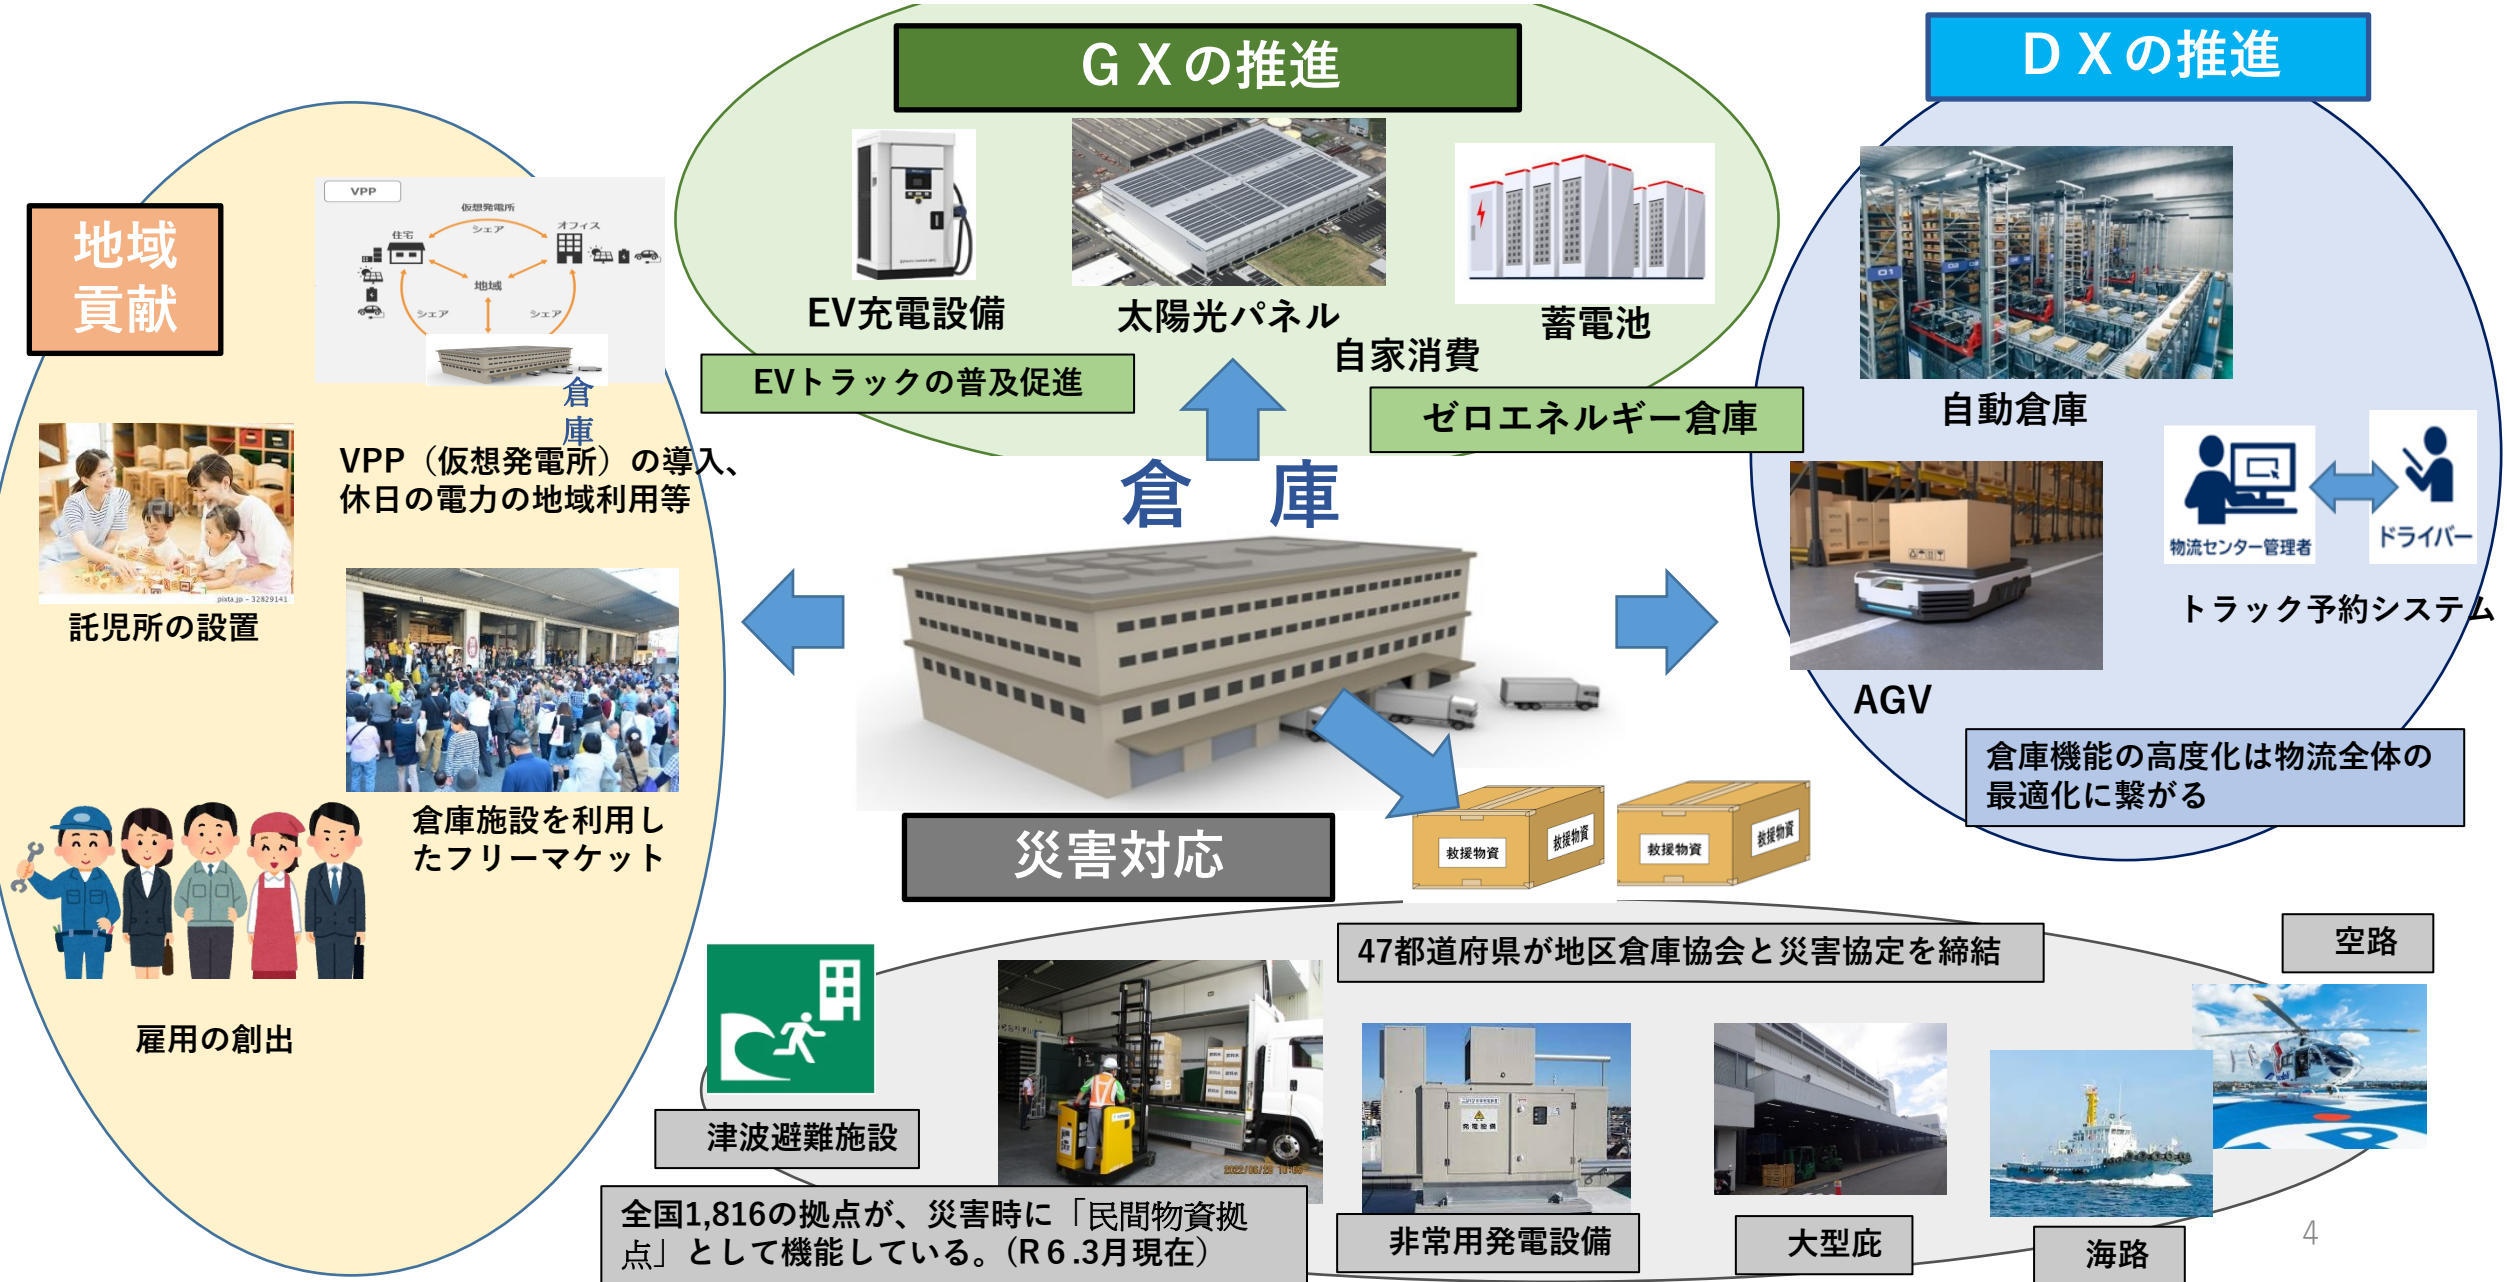 GXの推進
DXの推進
地域
貢献
VPP
仮想発電所
シェア
住宅
オフィス
地域
シェア
シェア
倉
庫
VPP（仮想発電所）の導入、
休日の電力の地域利用等
pixta.jp - 32829141
託児所の設置
倉庫施設を利用し
たフリーマケット
雇用の創出
EV充電設備
太陽光パネル
自家消費
蓄電池
EVトラックの普及促進
ゼロエネルギー倉庫
倉 庫
自動倉庫
01
物流センター管理者
ドライバー
トラック予約システム
AGV
倉庫機能の高度化は物流全体の
最適化に繋がる
災害対応
救援物資
救援物資
救援物資
救援物資
47都道府県が地区倉庫協会と災害協定を締結
空路
津波避難施設
発電設備
全国1,816の拠点が、災害時に「民間物資拠
点」として機能している。（R６.3月現在）
非常用発電設備
大型庇
海路
4